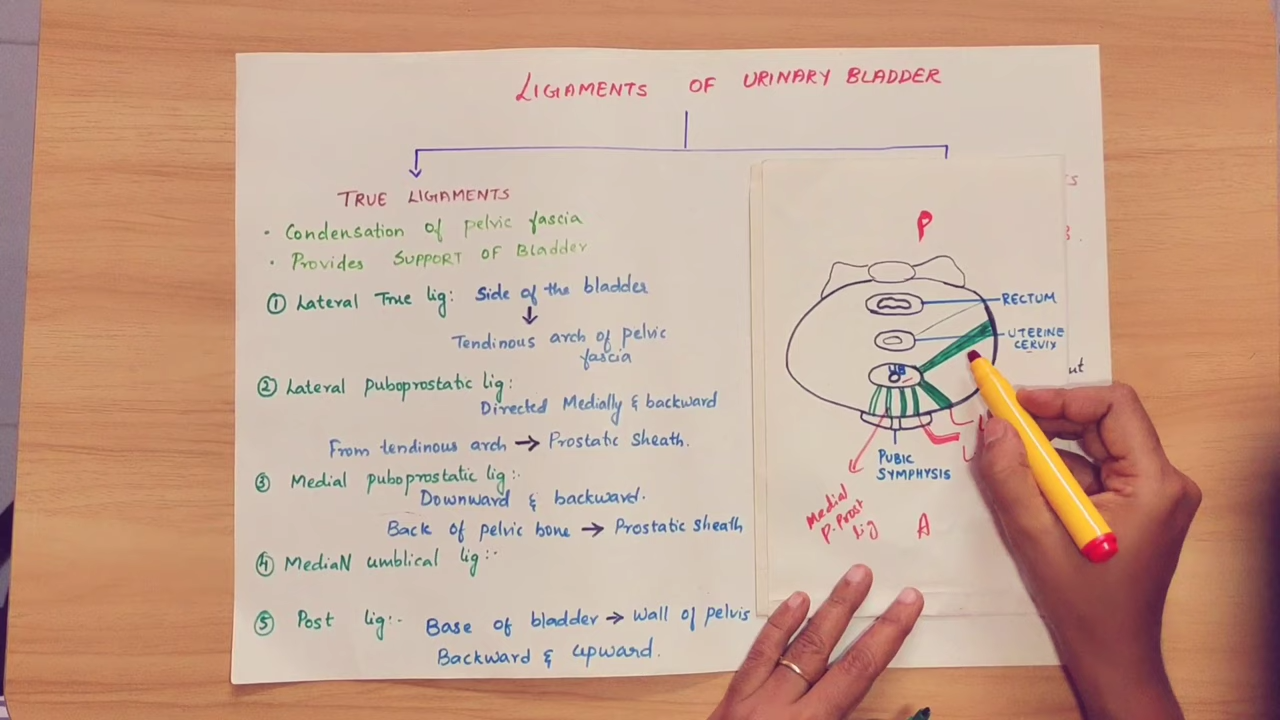 LIGAMENTS OF URINARY BLADDER
TRUE LIGAMENTS
• Condensation of pelvic fascia
• Provides SUPPORT OF BLadder
① Lateral True lig: Side of the bladder
Tendinous arch of pelvic
fascia
② Lateral puboprostatic lig:
Directed Medially & backward
From tendinous arch → Prostatic Sheath.
③ Medial puboprostatic lig:-
Downward & backward.
Back of pelvic bone → Prostatic Sheath
④ MediaN umblical lig:-
⑤ Post lig:- Base of bladder → Wall of pelvis
Backward & upward.
P
RECTUM
UTERINE
CERVIX
UB
PUBIC
SYMPHYSIS
Medial
P. Prost
lig
A